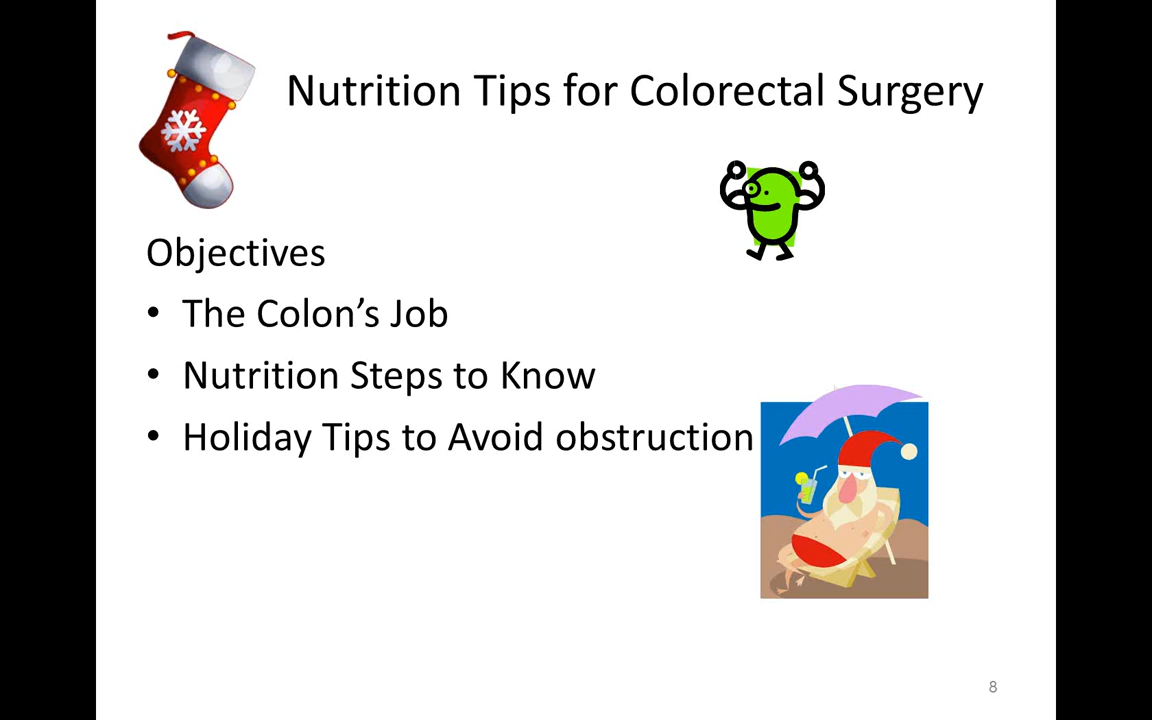 Nutrition Tips for Colorectal Surgery
Objectives
• The Colon’s Job
• Nutrition Steps to Know
• Holiday Tips to Avoid obstruction
8